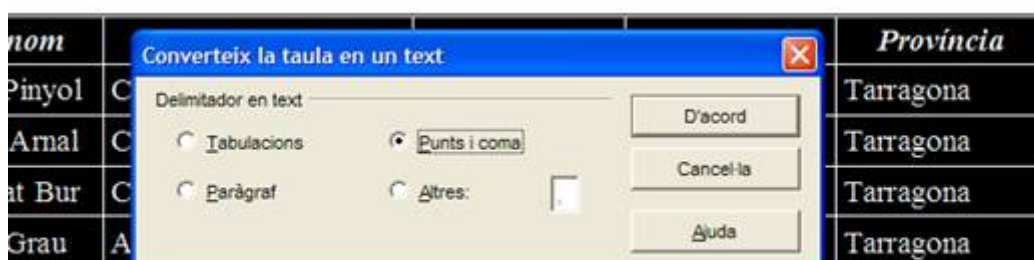 nom
Província
Converteix la taula en un text
Pinyol C
Tarragona
Delimitador en text
D'acord
Arnal C
Tabulacions
Punts i coma
Tarragona
Cancel·la
at Bur C
Paràgraf
Altres: ,
Tarragona
Ajuda
Grau A
Tarragona